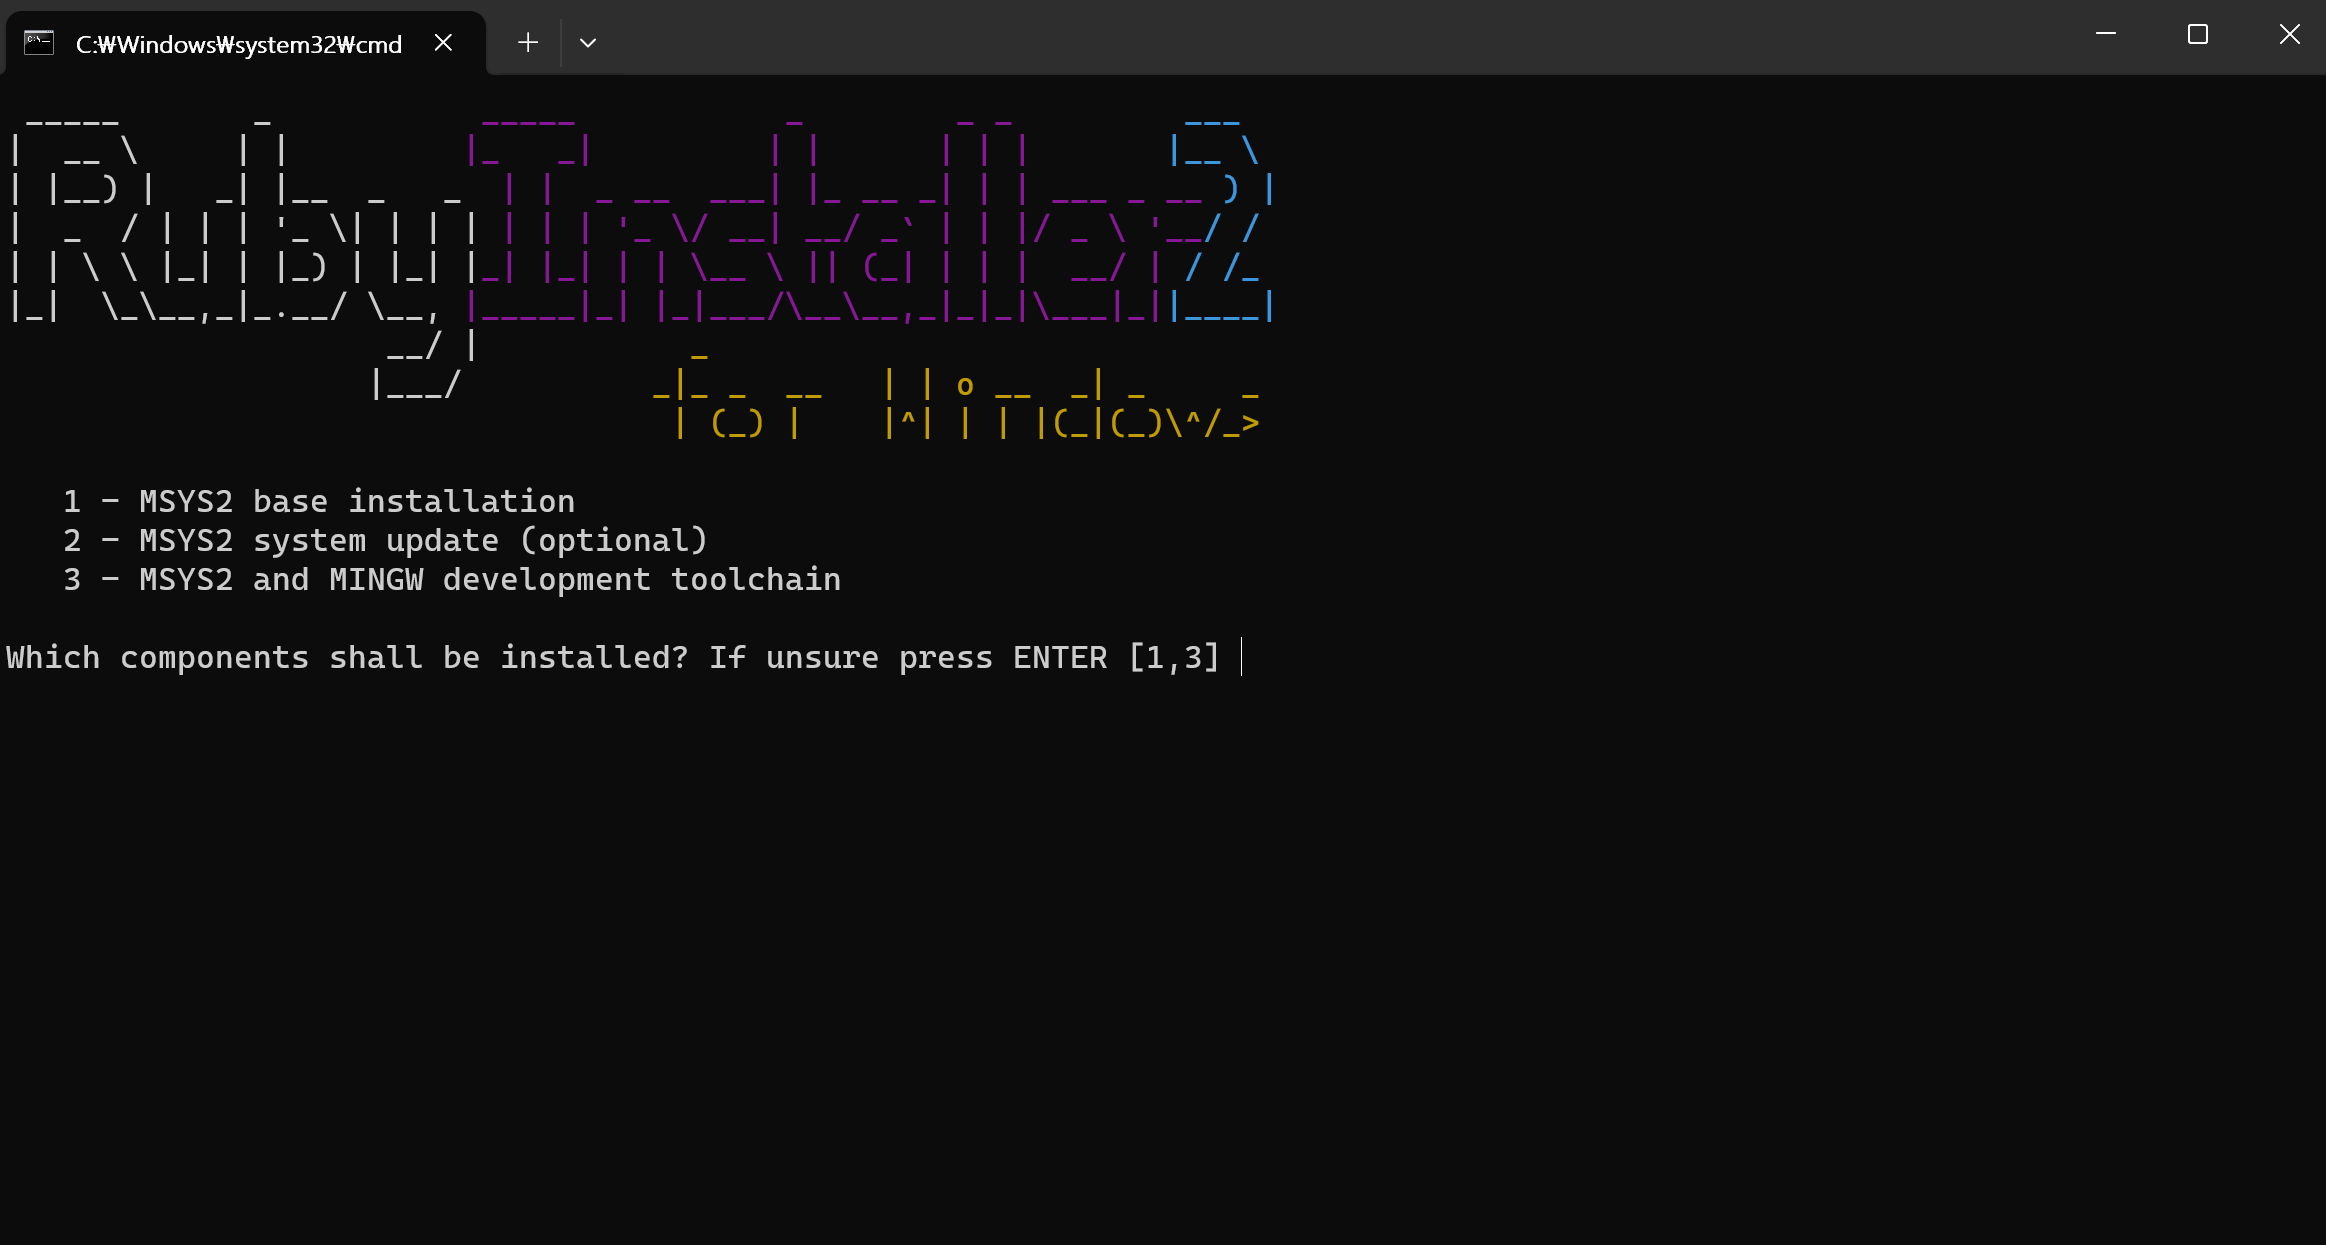 C:₩Windows₩system32₩cmd
RubyInstaller2
for Windows
1 - MSYS2 base installation
2 - MSYS2 system update (optional)
3 - MSYS2 and MINGW development toolchain
Which components shall be installed? If unsure press ENTER [1,3]